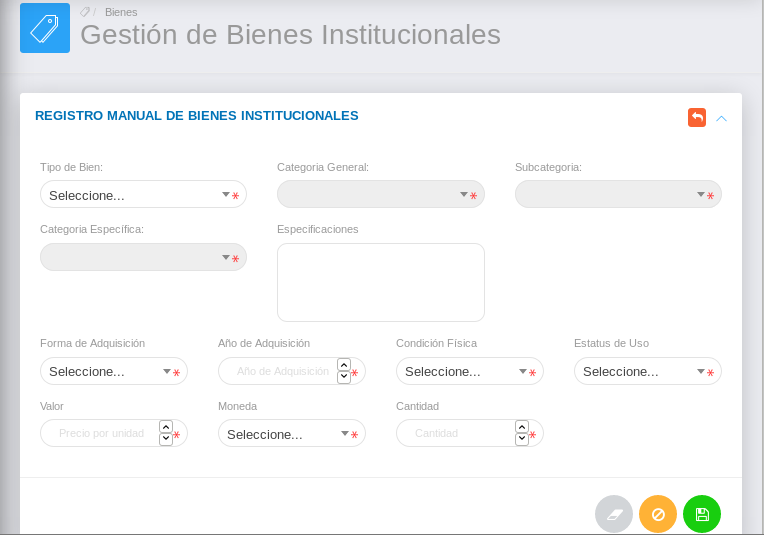 / Bienes
Gestión de Bienes Institucionales
REGISTRO MANUAL DE BIENES INSTITUCIONALES
Tipo de Bien: Categoria General: Subcategoria:
Seleccione... * * *
Categoria Específica: Especificaciones
*
Forma de Adquisición Año de Adquisición Condición Física Estatus de Uso
Seleccione... * Año de Adquisición * Seleccione... * Seleccione... *
Valor Moneda Cantidad
Precio por unidad * Seleccione... * Cantidad *